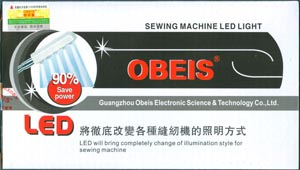 SEWING MACHINE LED LIGHT
OBEIS®
90%
Save
power
Guangzhou Obeis Electronic Science & Technology Co.,Ltd.
LED
將徹底改變各種縫紉機的照明方式
LED will bring completely change of illumination style for
sewing machine